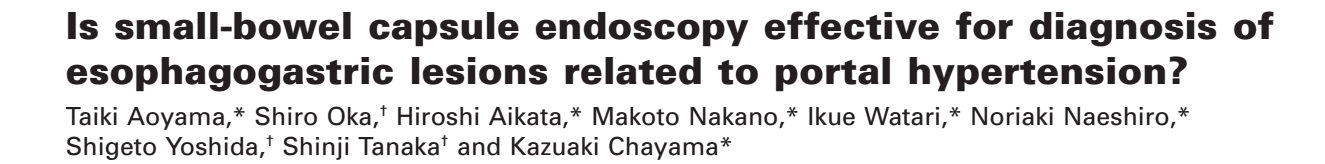 Is small-bowel capsule endoscopy effective for diagnosis of
esophagogastric lesions related to portal hypertension?
Taiki Aoyama,* Shiro Oka,† Hiroshi Aikata,* Makoto Nakano,* Ikue Watari,* Noriaki Naeshiro,*
Shigeto Yoshida,† Shinji Tanaka† and Kazuaki Chayama*